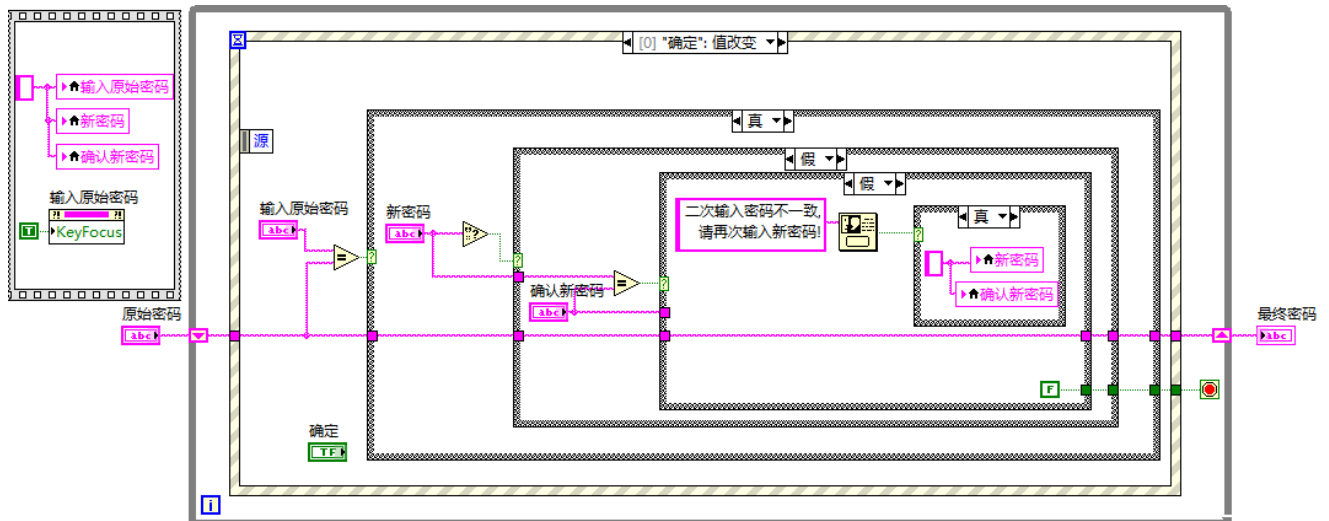 [0] "确定": 值改变
输入原始密码
新密码
确认新密码
输入原始密码
?! ?!
T
KeyFocus
源
真
假
假
真
输入原始密码
abc
新密码
abc
"?
=
?
?
二次输入密码不一致,
请再次输入新密码!
?
新密码
确认新密码
确认新密码
abc
=
?
原始密码
abc
最终密码
abc
F
确定
TF
i